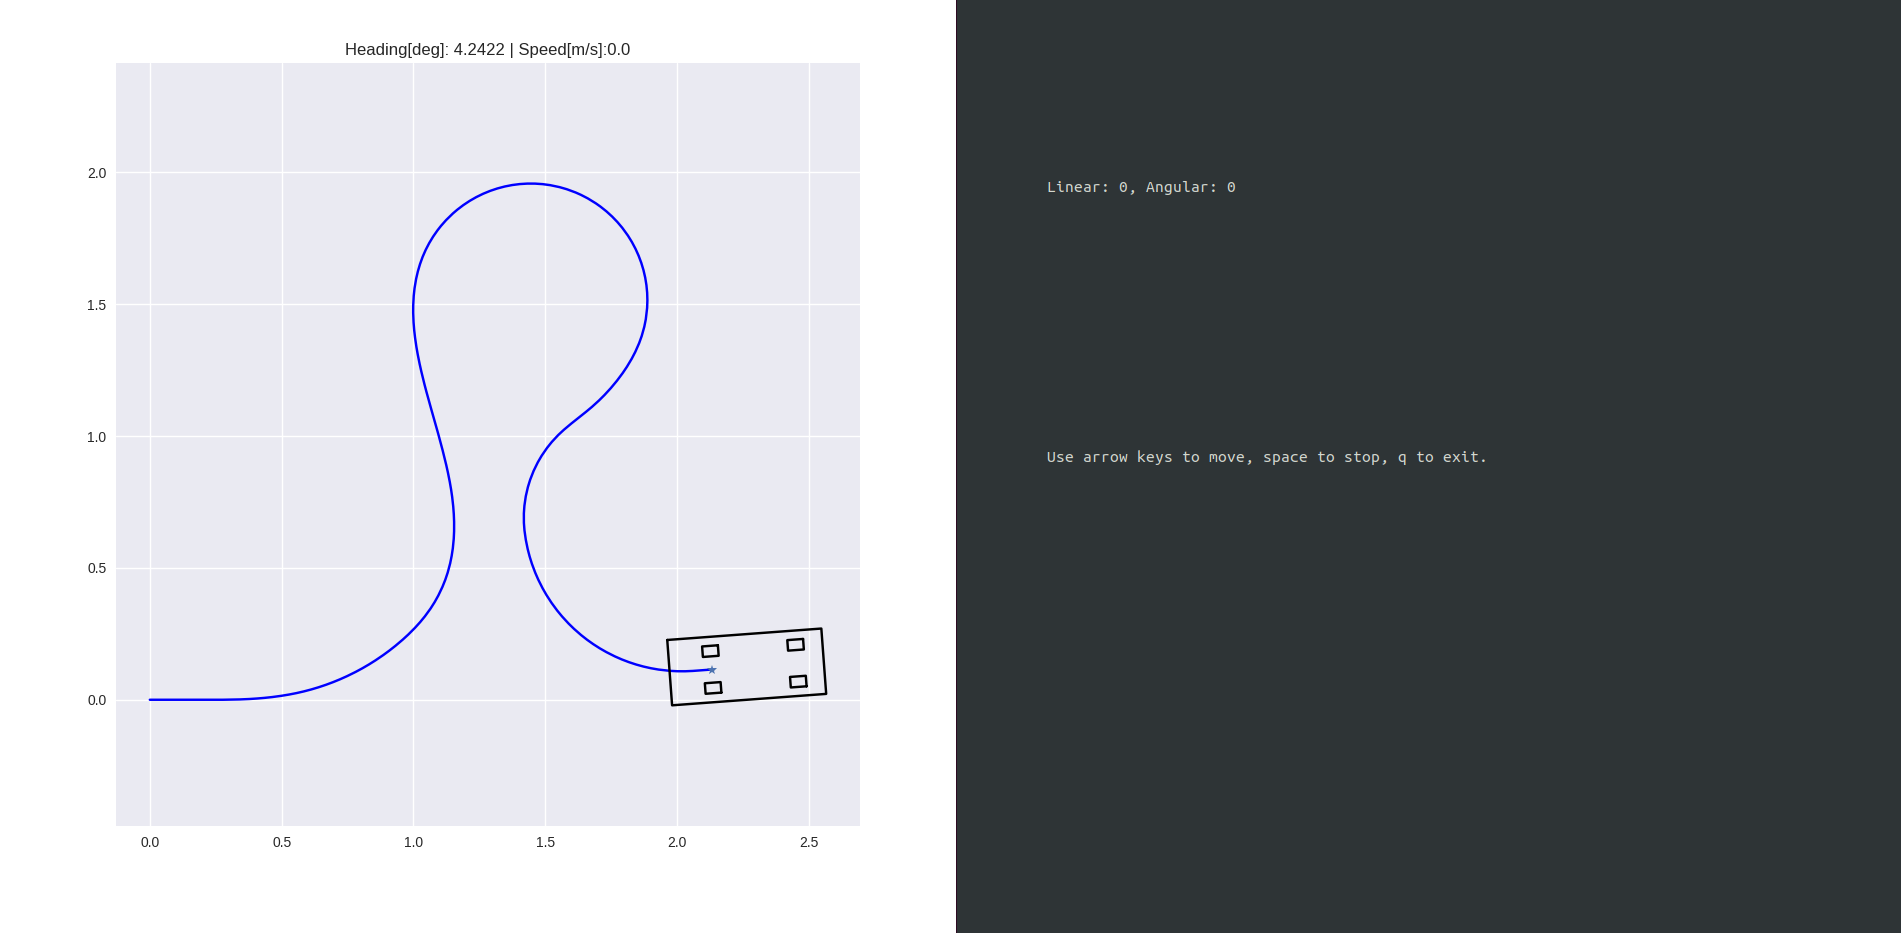 Heading[deg]: 4.2422 | Speed[m/s]:0.0
2.0
1.5
1.0
0.5
0.0
0.0 0.5 1.0 1.5 2.0 2.5
Linear: 0, Angular: 0
Use arrow keys to move, space to stop, q to exit.